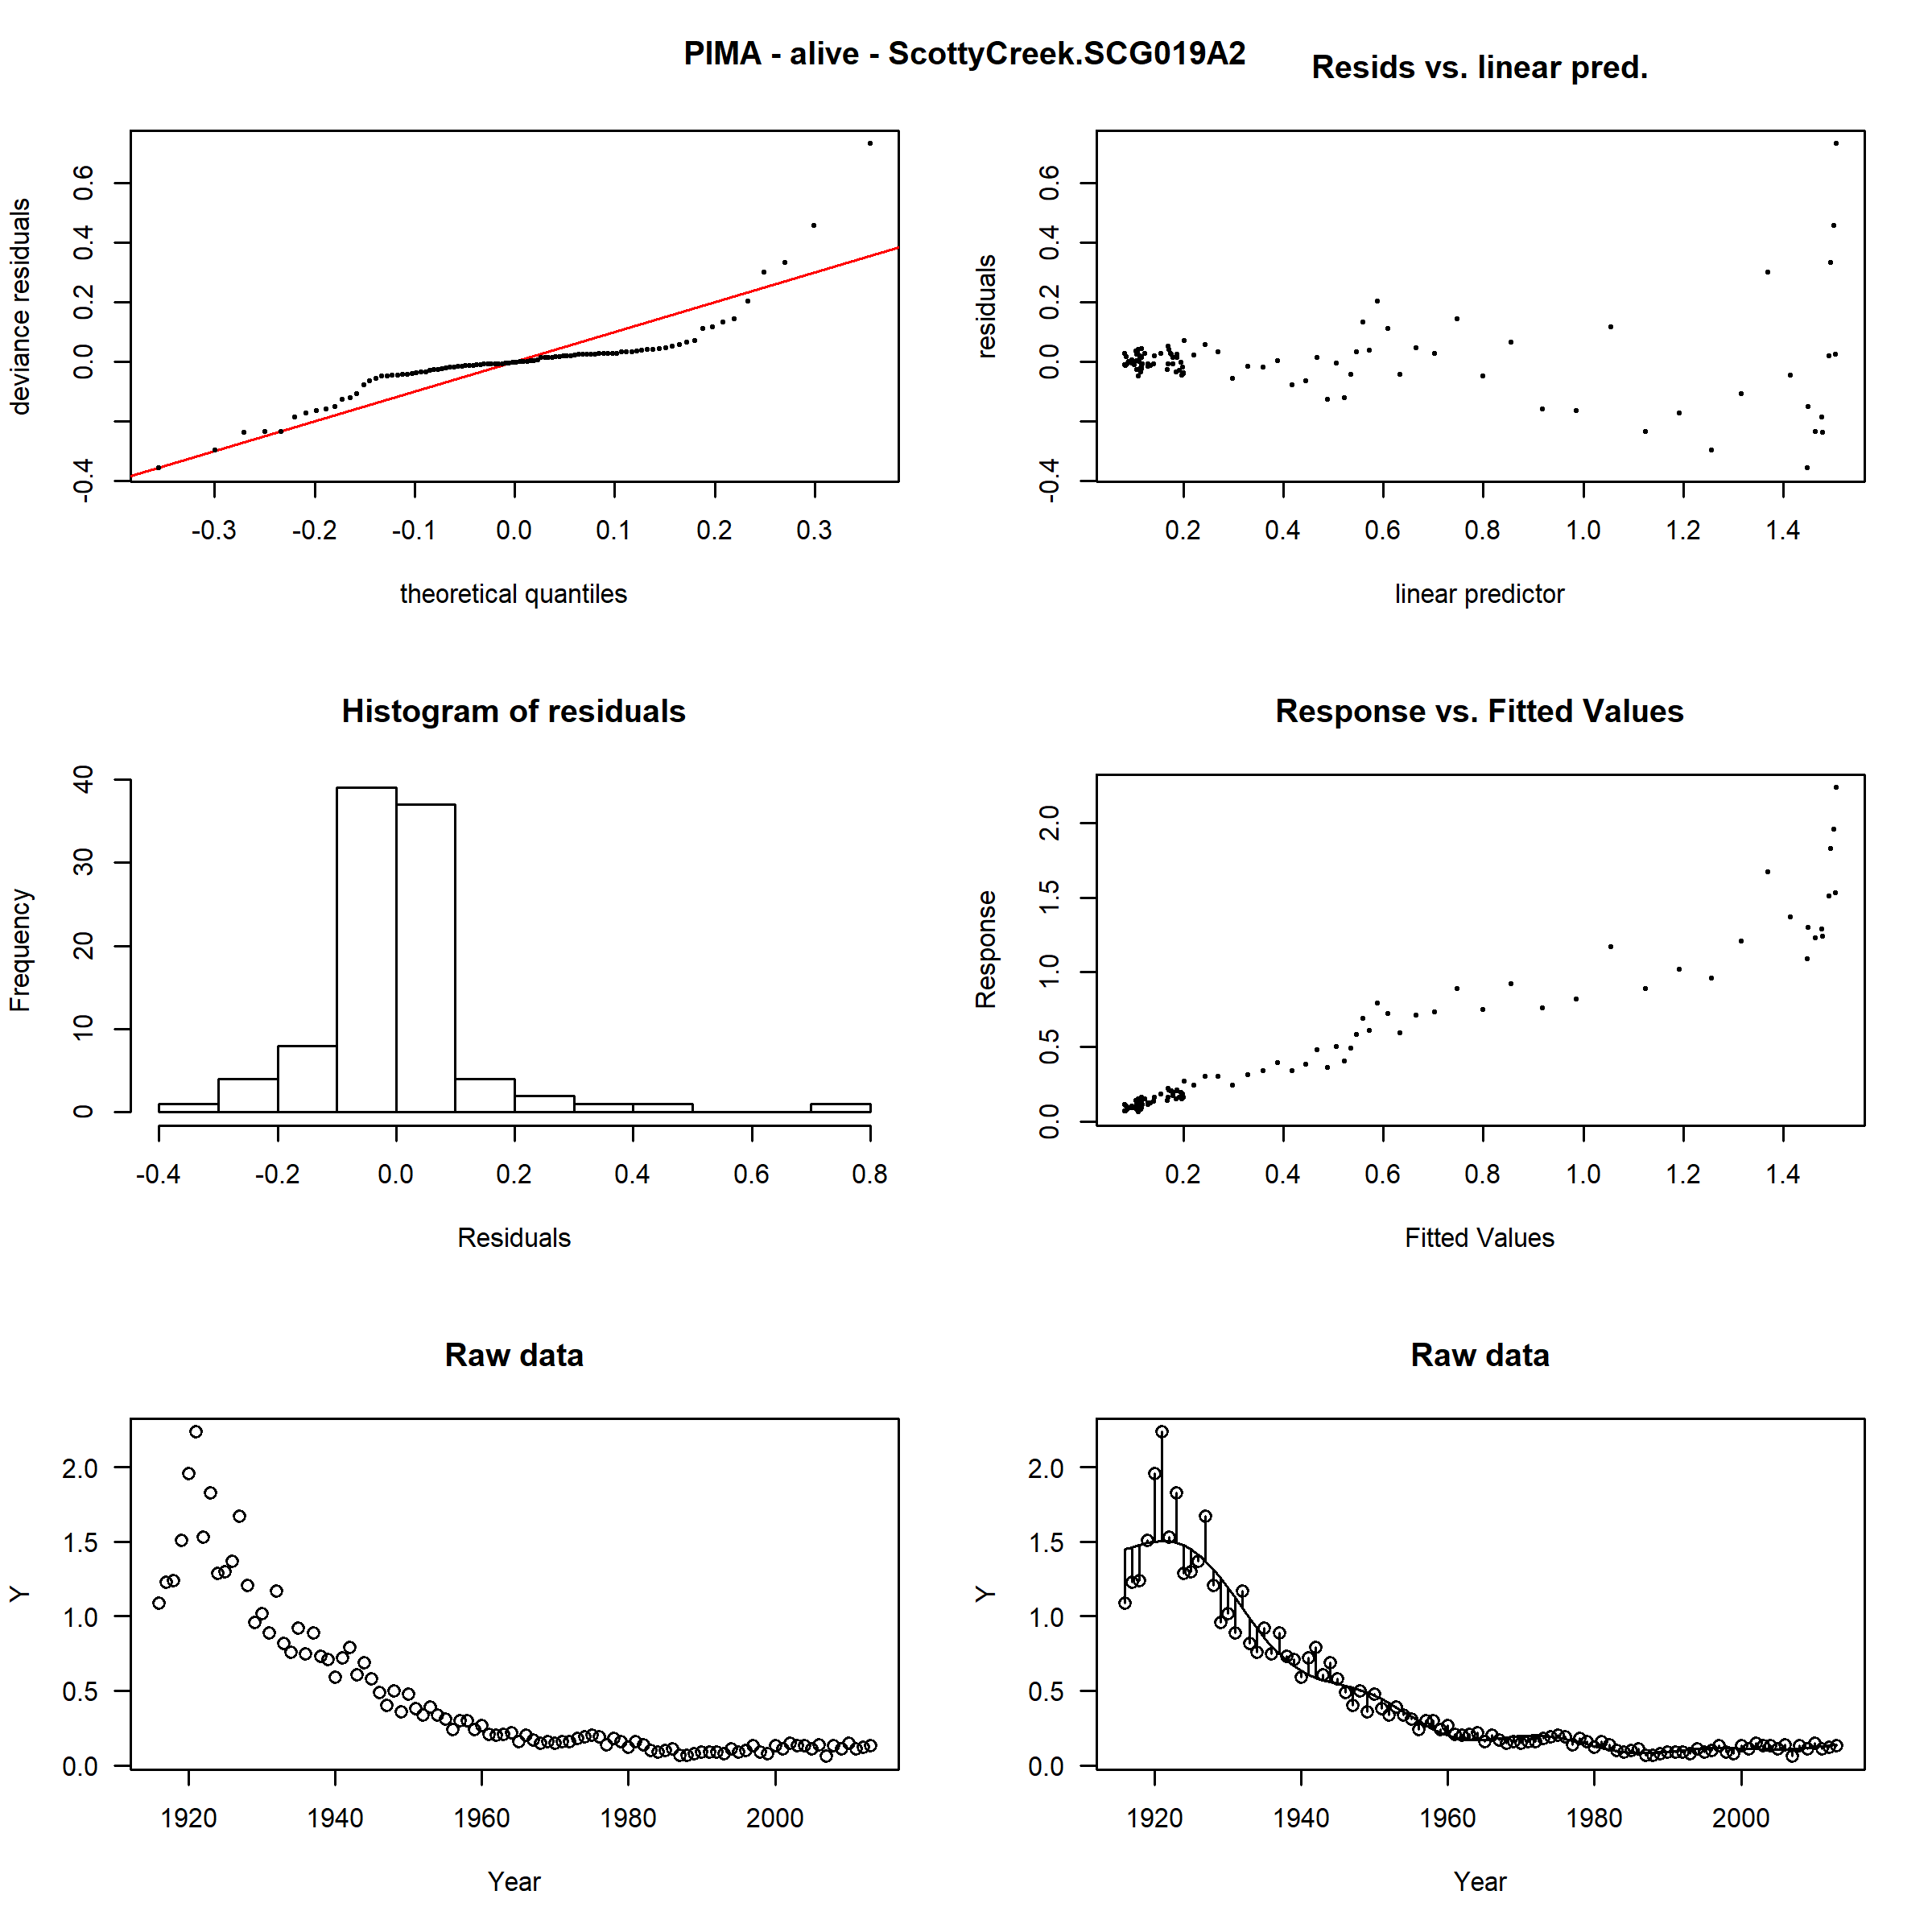 PIMA - alive - ScottyCreek.SCG019A2
Resids vs. linear pred.
deviance residuals
-0.4 0.0 0.2 0.4 0.6
-0.3 -0.2 -0.1 0.0 0.1 0.2 0.3
theoretical quantiles
residuals
-0.4 0.0 0.2 0.4 0.6
0.2 0.4 0.6 0.8 1.0 1.2 1.4
linear predictor
Histogram of residuals
Frequency
0 10 20 30 40
-0.4 -0.2 0.0 0.2 0.4 0.6 0.8
Residuals
Response vs. Fitted Values
Response
0.0 0.5 1.0 1.5 2.0
0.2 0.4 0.6 0.8 1.0 1.2 1.4
Fitted Values
Raw data
Y
2.0
1.5
1.0
0.5
0.0
1920 1940 1960 1980 2000
Year
Raw data
Y
2.0
1.5
1.0
0.5
0.0
1920 1940 1960 1980 2000
Year